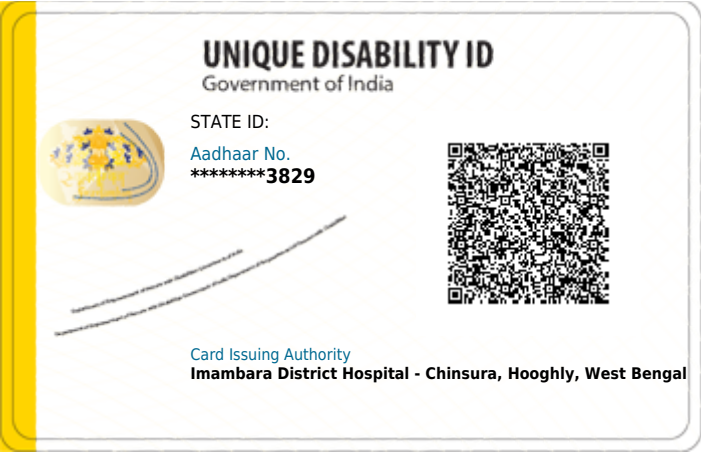 UNIQUE DISABILITY ID
Government of India
STATE ID:
Aadhaar No.
********3829
Card Issuing Authority
Imambara District Hospital - Chinsura, Hooghly, West Bengal